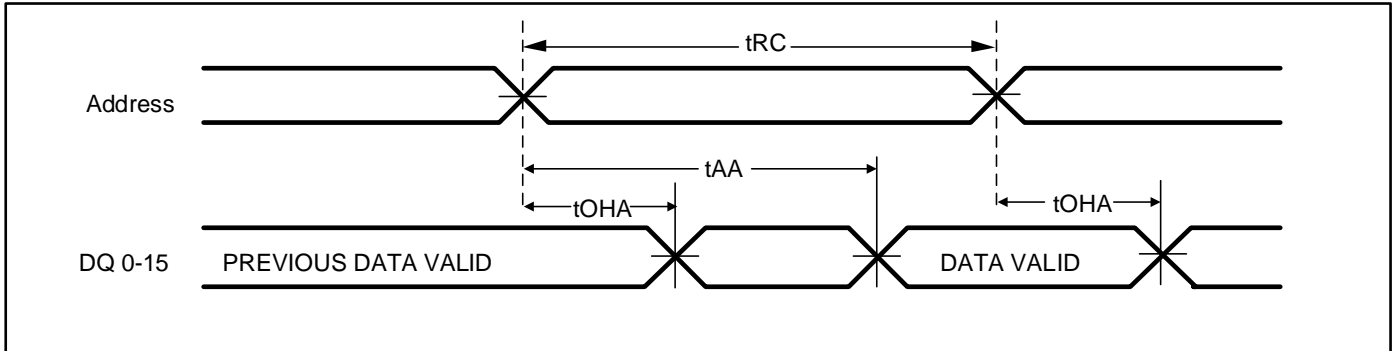 tRC
Address
tAA
tOHA
tOHA
DQ 0-15
PREVIOUS DATA VALID
DATA VALID